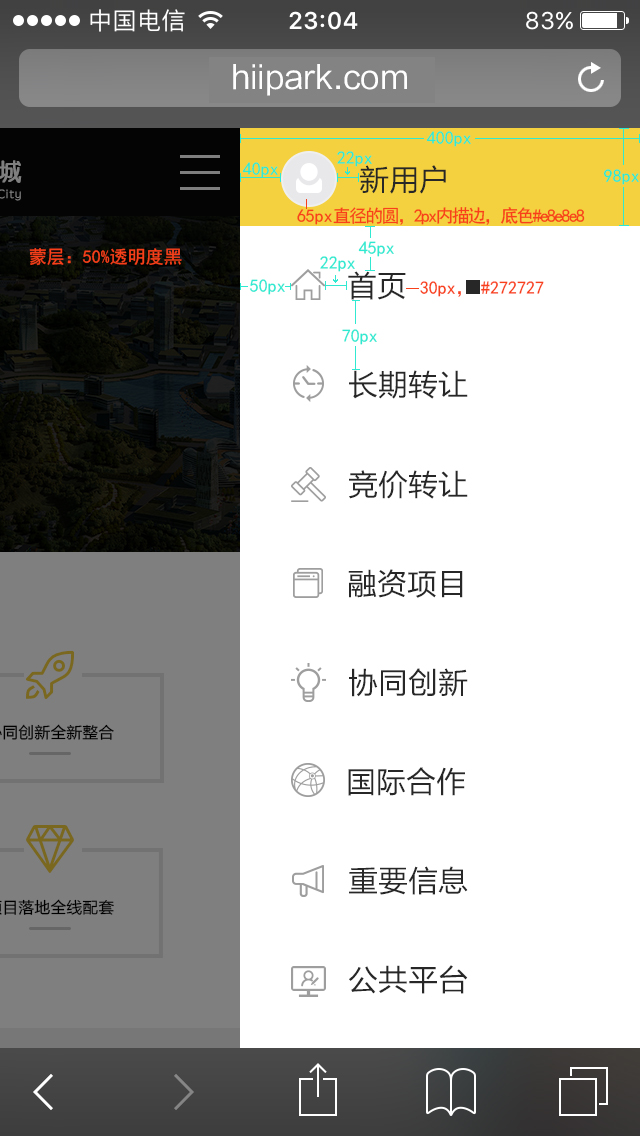 中国电信 23:04 83%
hiipark.com
400px
城
City
40px 22px 新用户 98px
65px直径的圆，2px内描边，底色#e8e8e8
45px
蒙层：50%透明度黑
22px
50px 首页 30px，#272727
70px
长期转让
竞价转让
融资项目
协同创新
同创新全新整合
国际合作
重要信息
目落地全线配套
公共平台